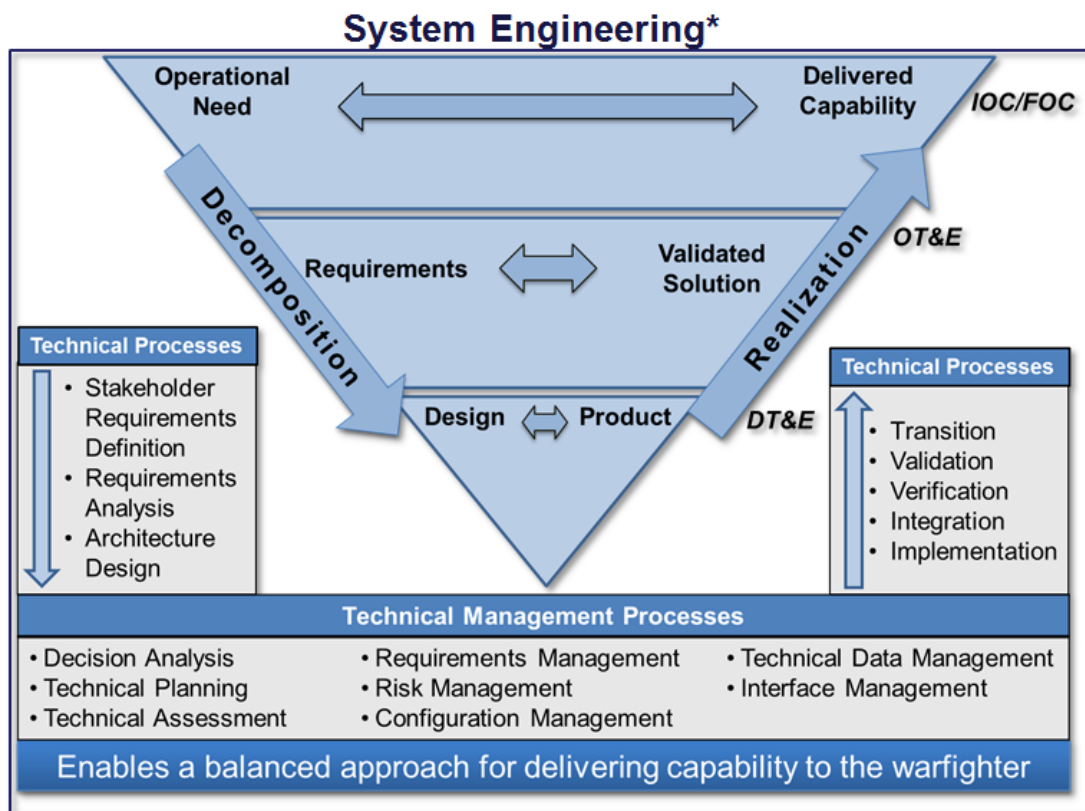 System Engineering*
Operational
Need
Delivered
Capability
IOC/FOC
Decomposition
Realization
OT&E
Requirements
Validated
Solution
Design
Product
DT&E
Technical Processes
• Stakeholder
Requirements
Definition
• Requirements
Analysis
• Architecture
Design
Technical Processes
• Transition
• Validation
• Verification
• Integration
• Implementation
Technical Management Processes
• Decision Analysis
• Technical Planning
• Technical Assessment
• Requirements Management
• Risk Management
• Configuration Management
• Technical Data Management
• Interface Management
Enables a balanced approach for delivering capability to the warfighter